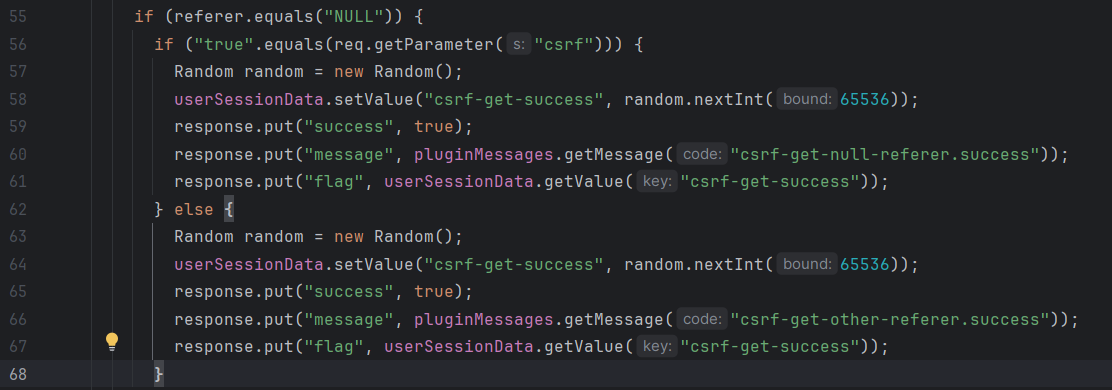 55 if (referer.equals("NULL")) {
56 if ("true".equals(req.getParameter( s: "csrf"))) {
57 Random random = new Random();
58 userSessionData.setValue("csrf-get-success", random.nextInt( bound: 65536));
59 response.put("success", true);
60 response.put("message", pluginMessages.getMessage( code: "csrf-get-null-referer.success"));
61 response.put("flag", userSessionData.getValue( key: "csrf-get-success"));
62 } else {
63 Random random = new Random();
64 userSessionData.setValue("csrf-get-success", random.nextInt( bound: 65536));
65 response.put("success", true);
66 response.put("message", pluginMessages.getMessage( code: "csrf-get-other-referer.success"));
67 response.put("flag", userSessionData.getValue( key: "csrf-get-success"));
68 }